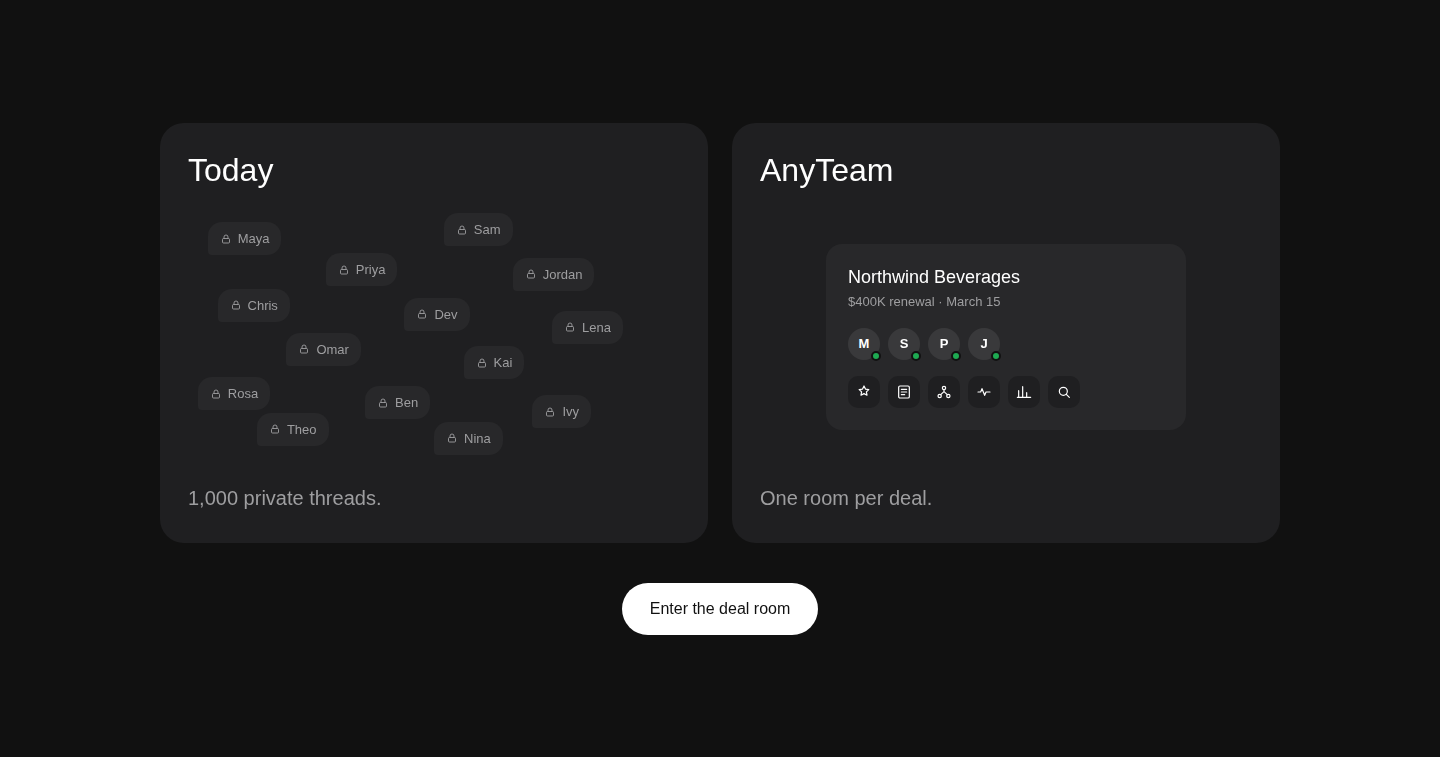 Today
Maya
Sam
Priya
Jordan
Chris
Dev
Lena
Omar
Kai
Rosa
Ben
Ivy
Theo
Nina
1,000 private threads.
AnyTeam
Northwind Beverages
$400K renewal · March 15
M S P J
One room per deal.
Enter the deal room